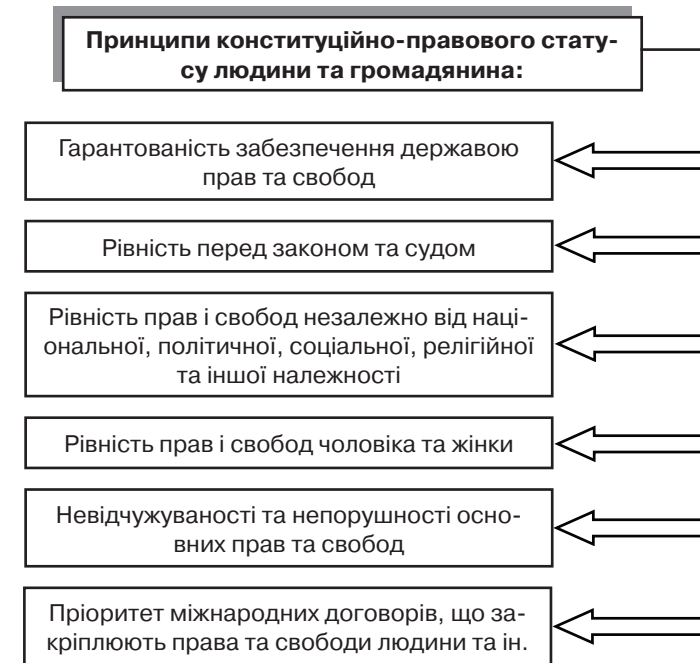 Принципи конституційно-правового стату-
су людини та громадянина:
Гарантованість забезпечення державою
прав та свобод
Рівність перед законом та судом
Рівність прав і свобод незалежно від наці-
ональної, політичної, соціальної, релігійної
та іншої належності
Рівність прав і свобод чоловіка та жінки
Невідчужуваності та непорушності осно-
вних прав та свобод
Пріоритет міжнародних договорів, що за-
кріплюють права та свободи людини та ін.